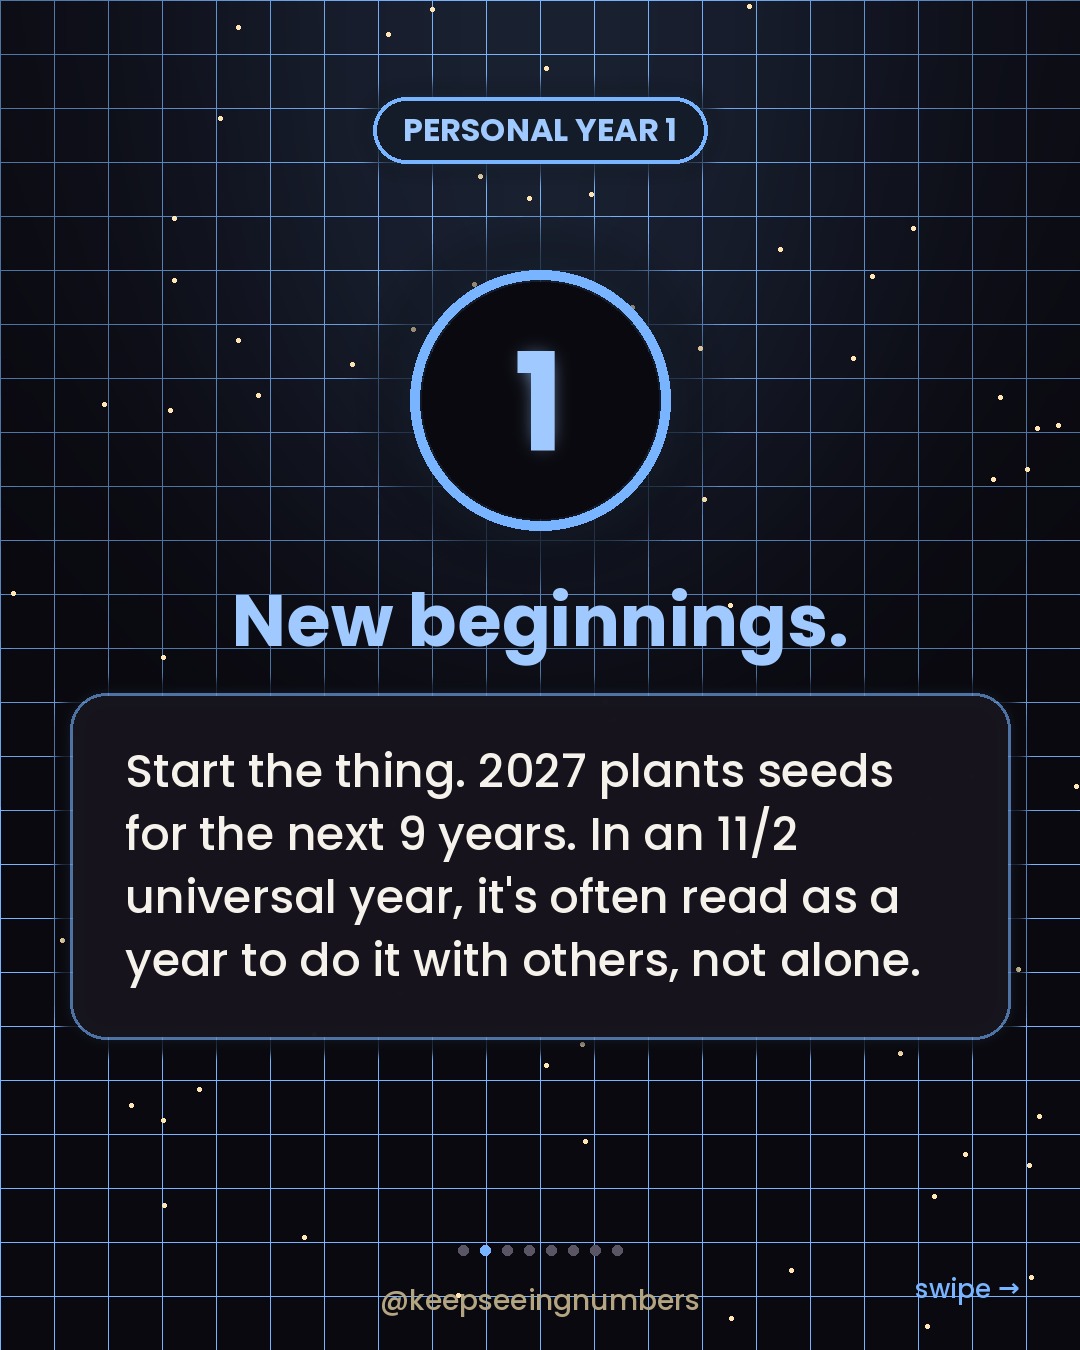 PERSONAL YEAR 1
1
New beginnings.
Start the thing. 2027 plants seeds
for the next 9 years. In an 11/2
universal year, it's often read as a
year to do it with others, not alone.
swipe →
@keepseeingnumbers